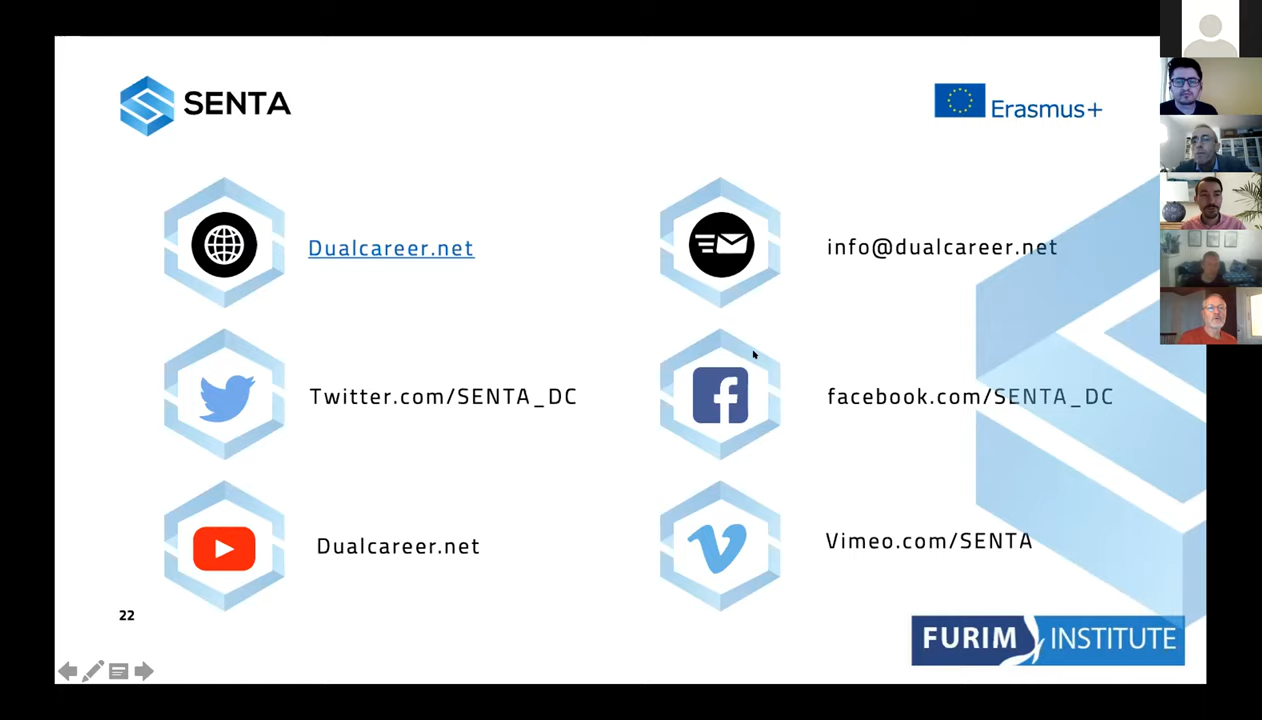 SENTA
Erasmus+
Dualcareer.net
info@dualcareer.net
Twitter.com/SENTA_DC
facebook.com/SENTA_DC
Dualcareer.net
Vimeo.com/SENTA
22
FURIM INSTITUTE